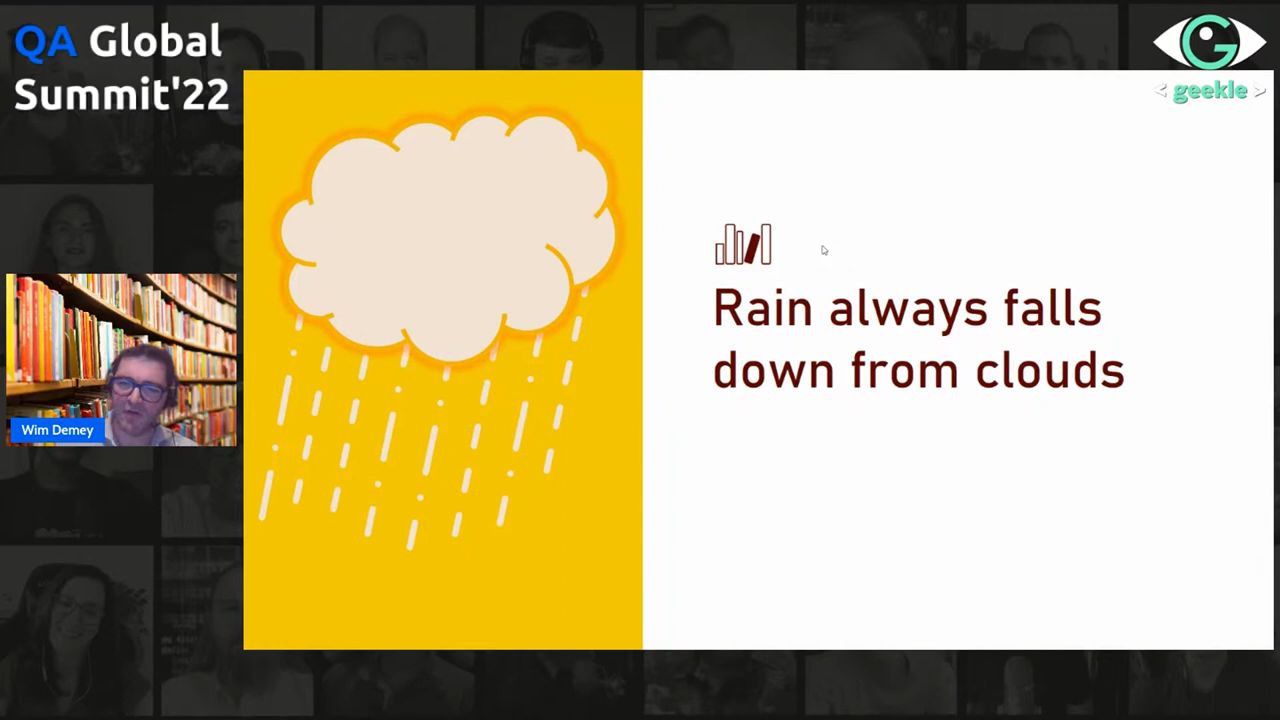 QA Global
Summit'22
< geekle >
Rain always falls
down from clouds
Wim Demey